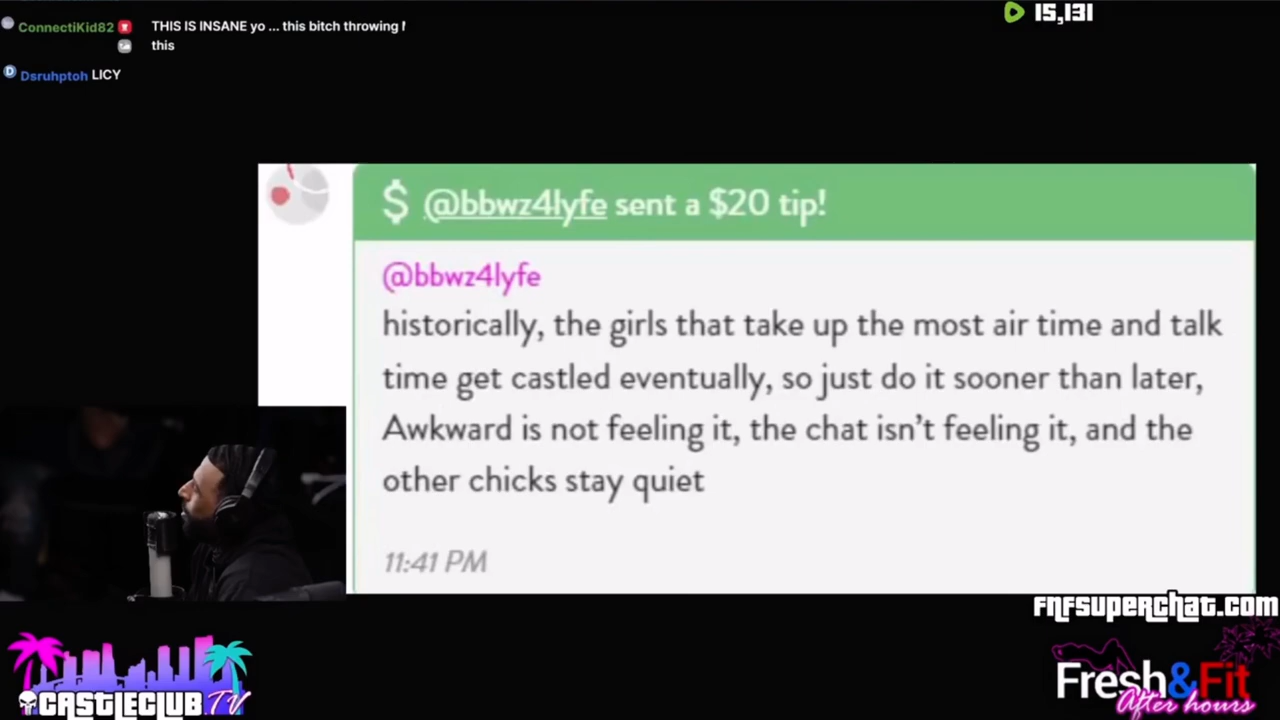 15,131
ConnectiKid82 THIS IS INSANE yo ... this bitch throwing
this
Dsruhptoh LICY
$ @bbwz4lyfe sent a $20 tip!
@bbwz4lyfe
historically, the girls that take up the most air time and talk
time get castled eventually, so just do it sooner than later,
Awkward is not feeling it, the chat isn't feeling it, and the
other chicks stay quiet
11:41 PM
FNFSUPERCHAT.COM
CASTLECLUB.TV
Fresh&Fit
After hours